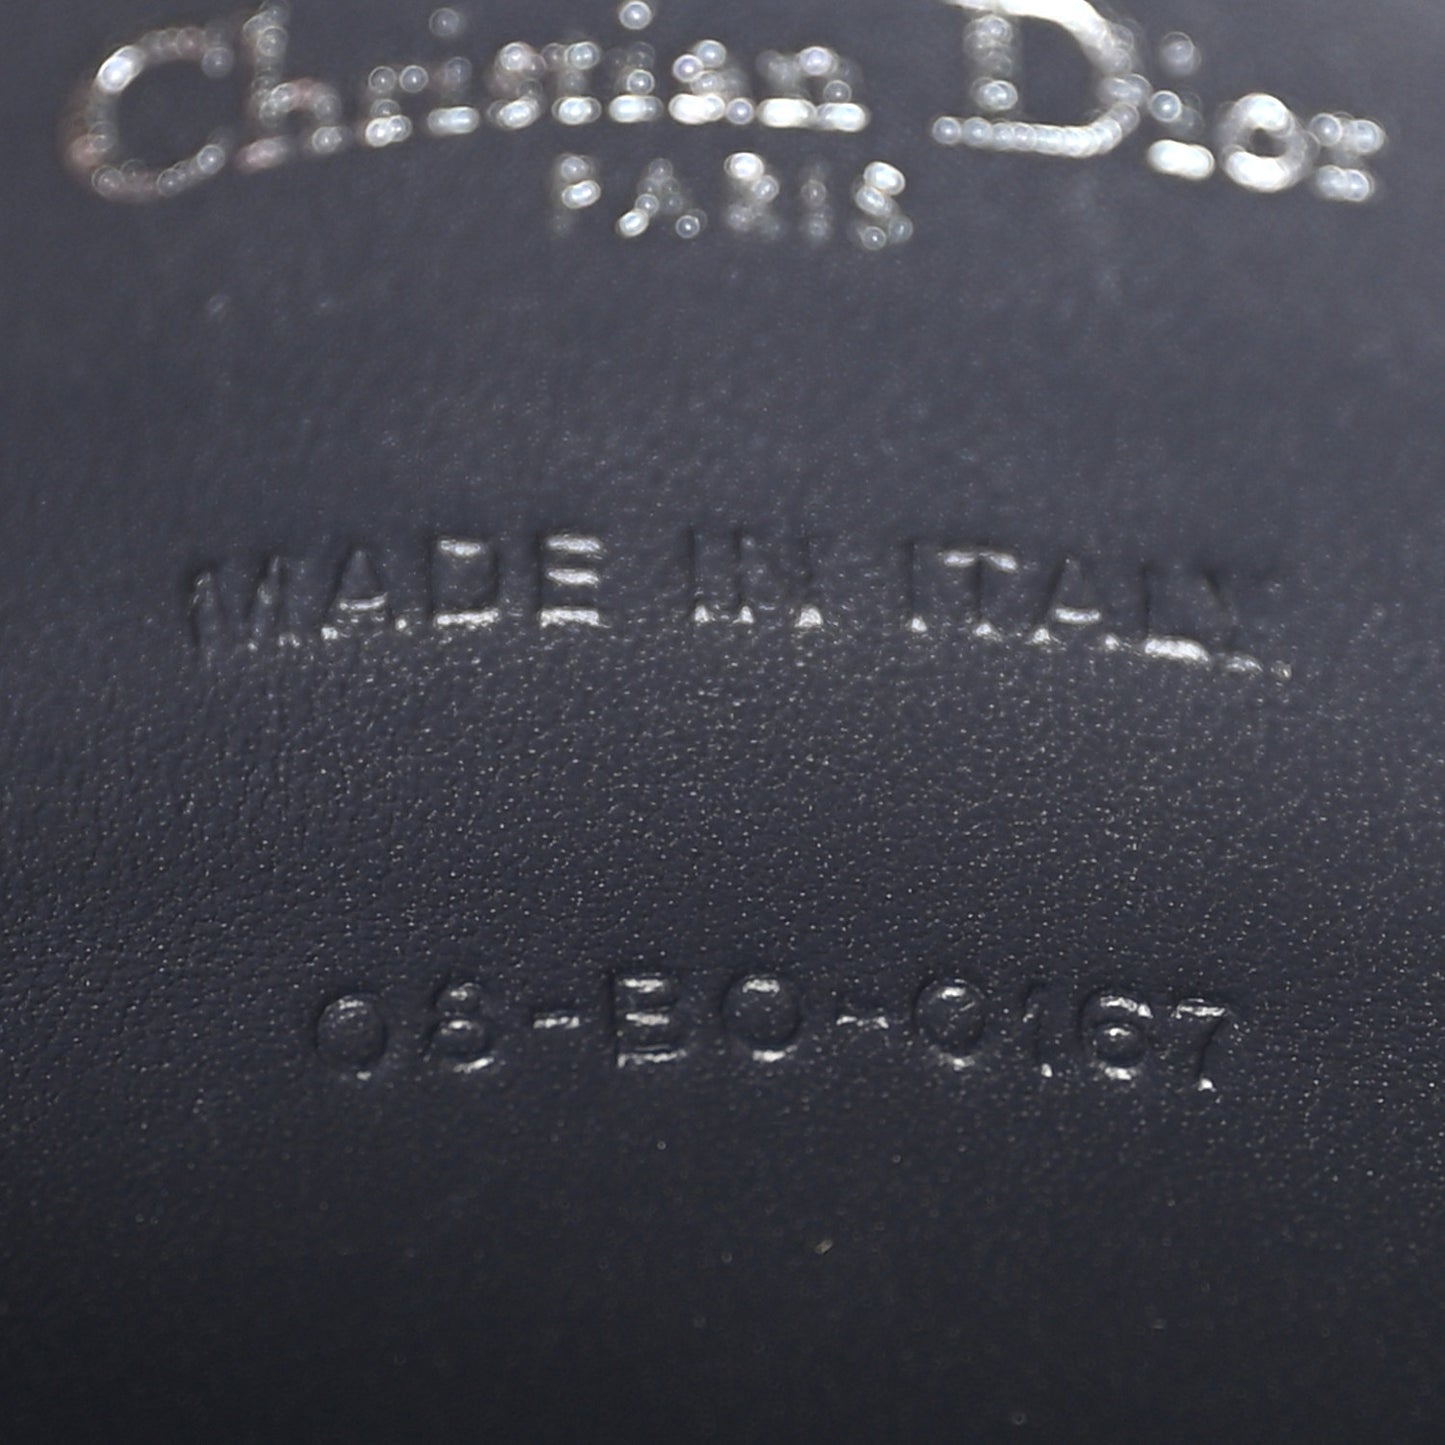 Christian Dior
PARIS
MADE IN ITALY
08-BO-0167